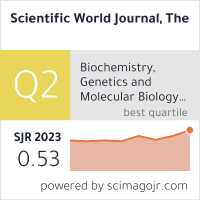 Scientific World Journal, The
Q2
Biochemistry,
Genetics and
Molecular Biology...
best quartile
SJR 2023
0.53
powered by scimagojr.com